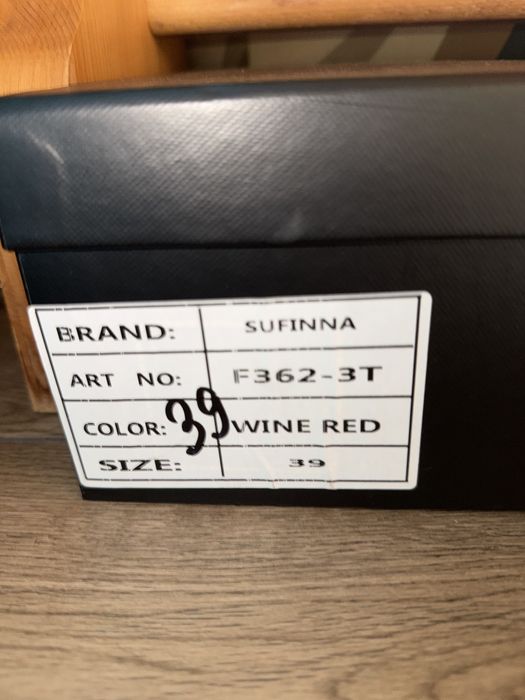 BRAND: SUFINNA
ART NO: F362-3T
COLOR: 39 WINE RED
SIZE: 39